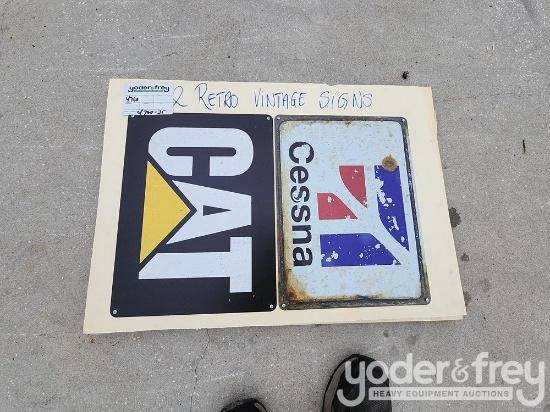 yoder&frey
2 RETRO VINTAGE SIGNS
CAT
Cessna
yoder&frey
HEAVY EQUIPMENT AUCTIONS